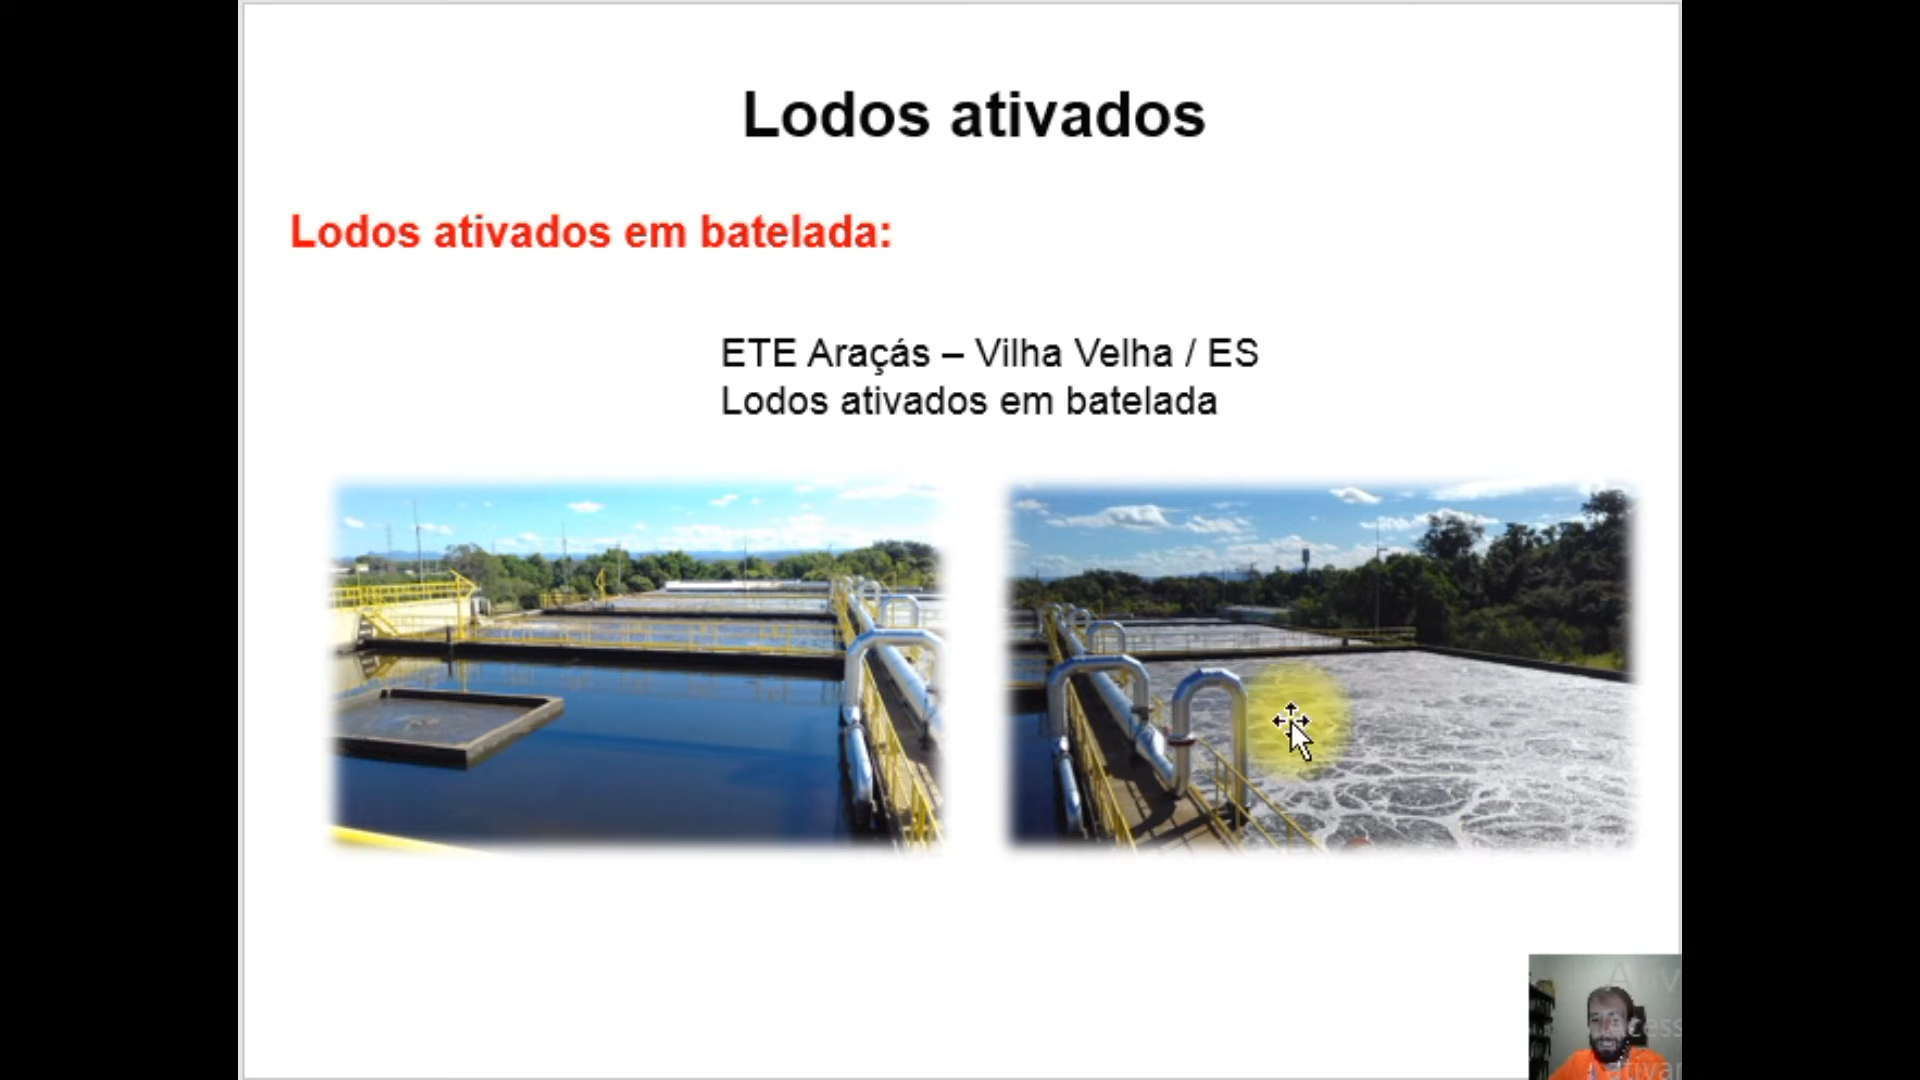 Lodos ativados
Lodos ativados em batelada:
ETE Araçás – Vilha Velha / ES
Lodos ativados em batelada